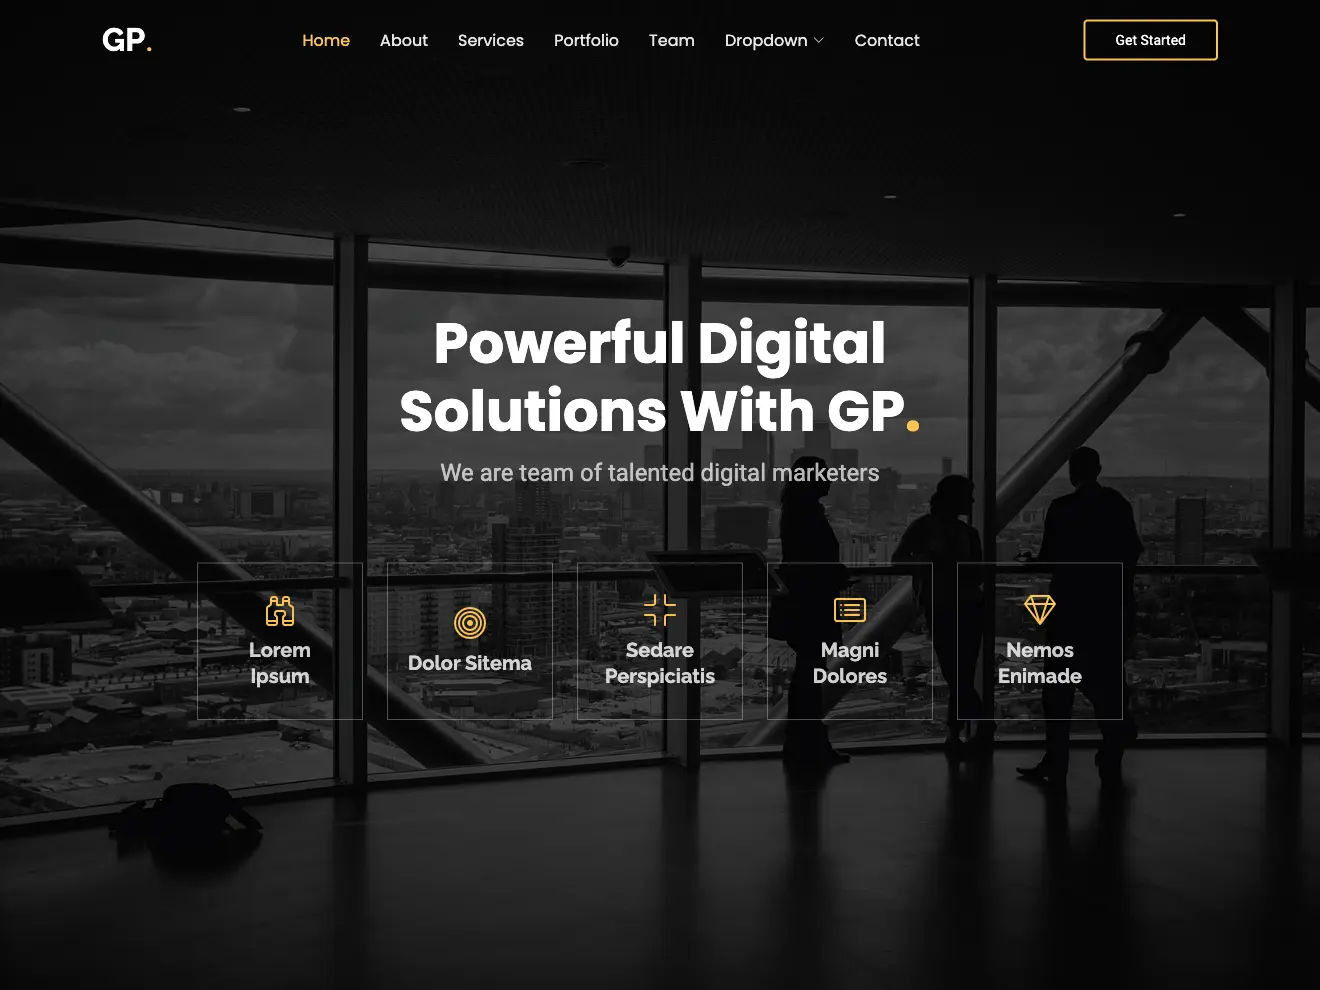 GP.
Home About Services Portfolio Team Dropdown Contact
Get Started
Powerful Digital
Solutions With GP.
We are team of talented digital marketers
Lorem
Ipsum
Dolor Sitema
Sedare
Perspiciatis
Magni
Dolores
Nemos
Enimade